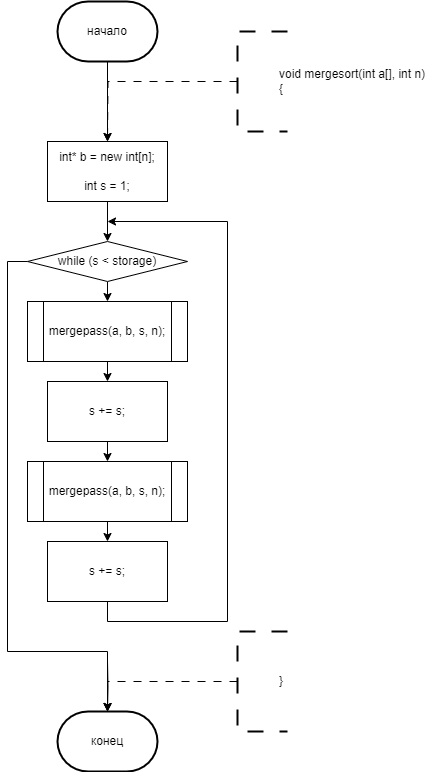 начало
void mergesort(int a[], int n)
{
int* b = new int[n];
int s = 1;
while (s < storage)
mergepass(a, b, s, n);
s += s;
mergepass(a, b, s, n);
s += s;
}
конец